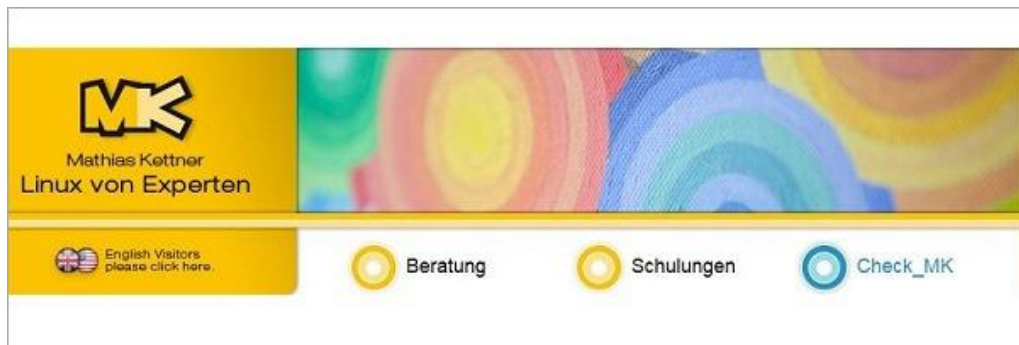 MK
Mathias Kettner
Linux von Experten
English Visitors
please click here.
Beratung
Schulungen
Check_MK